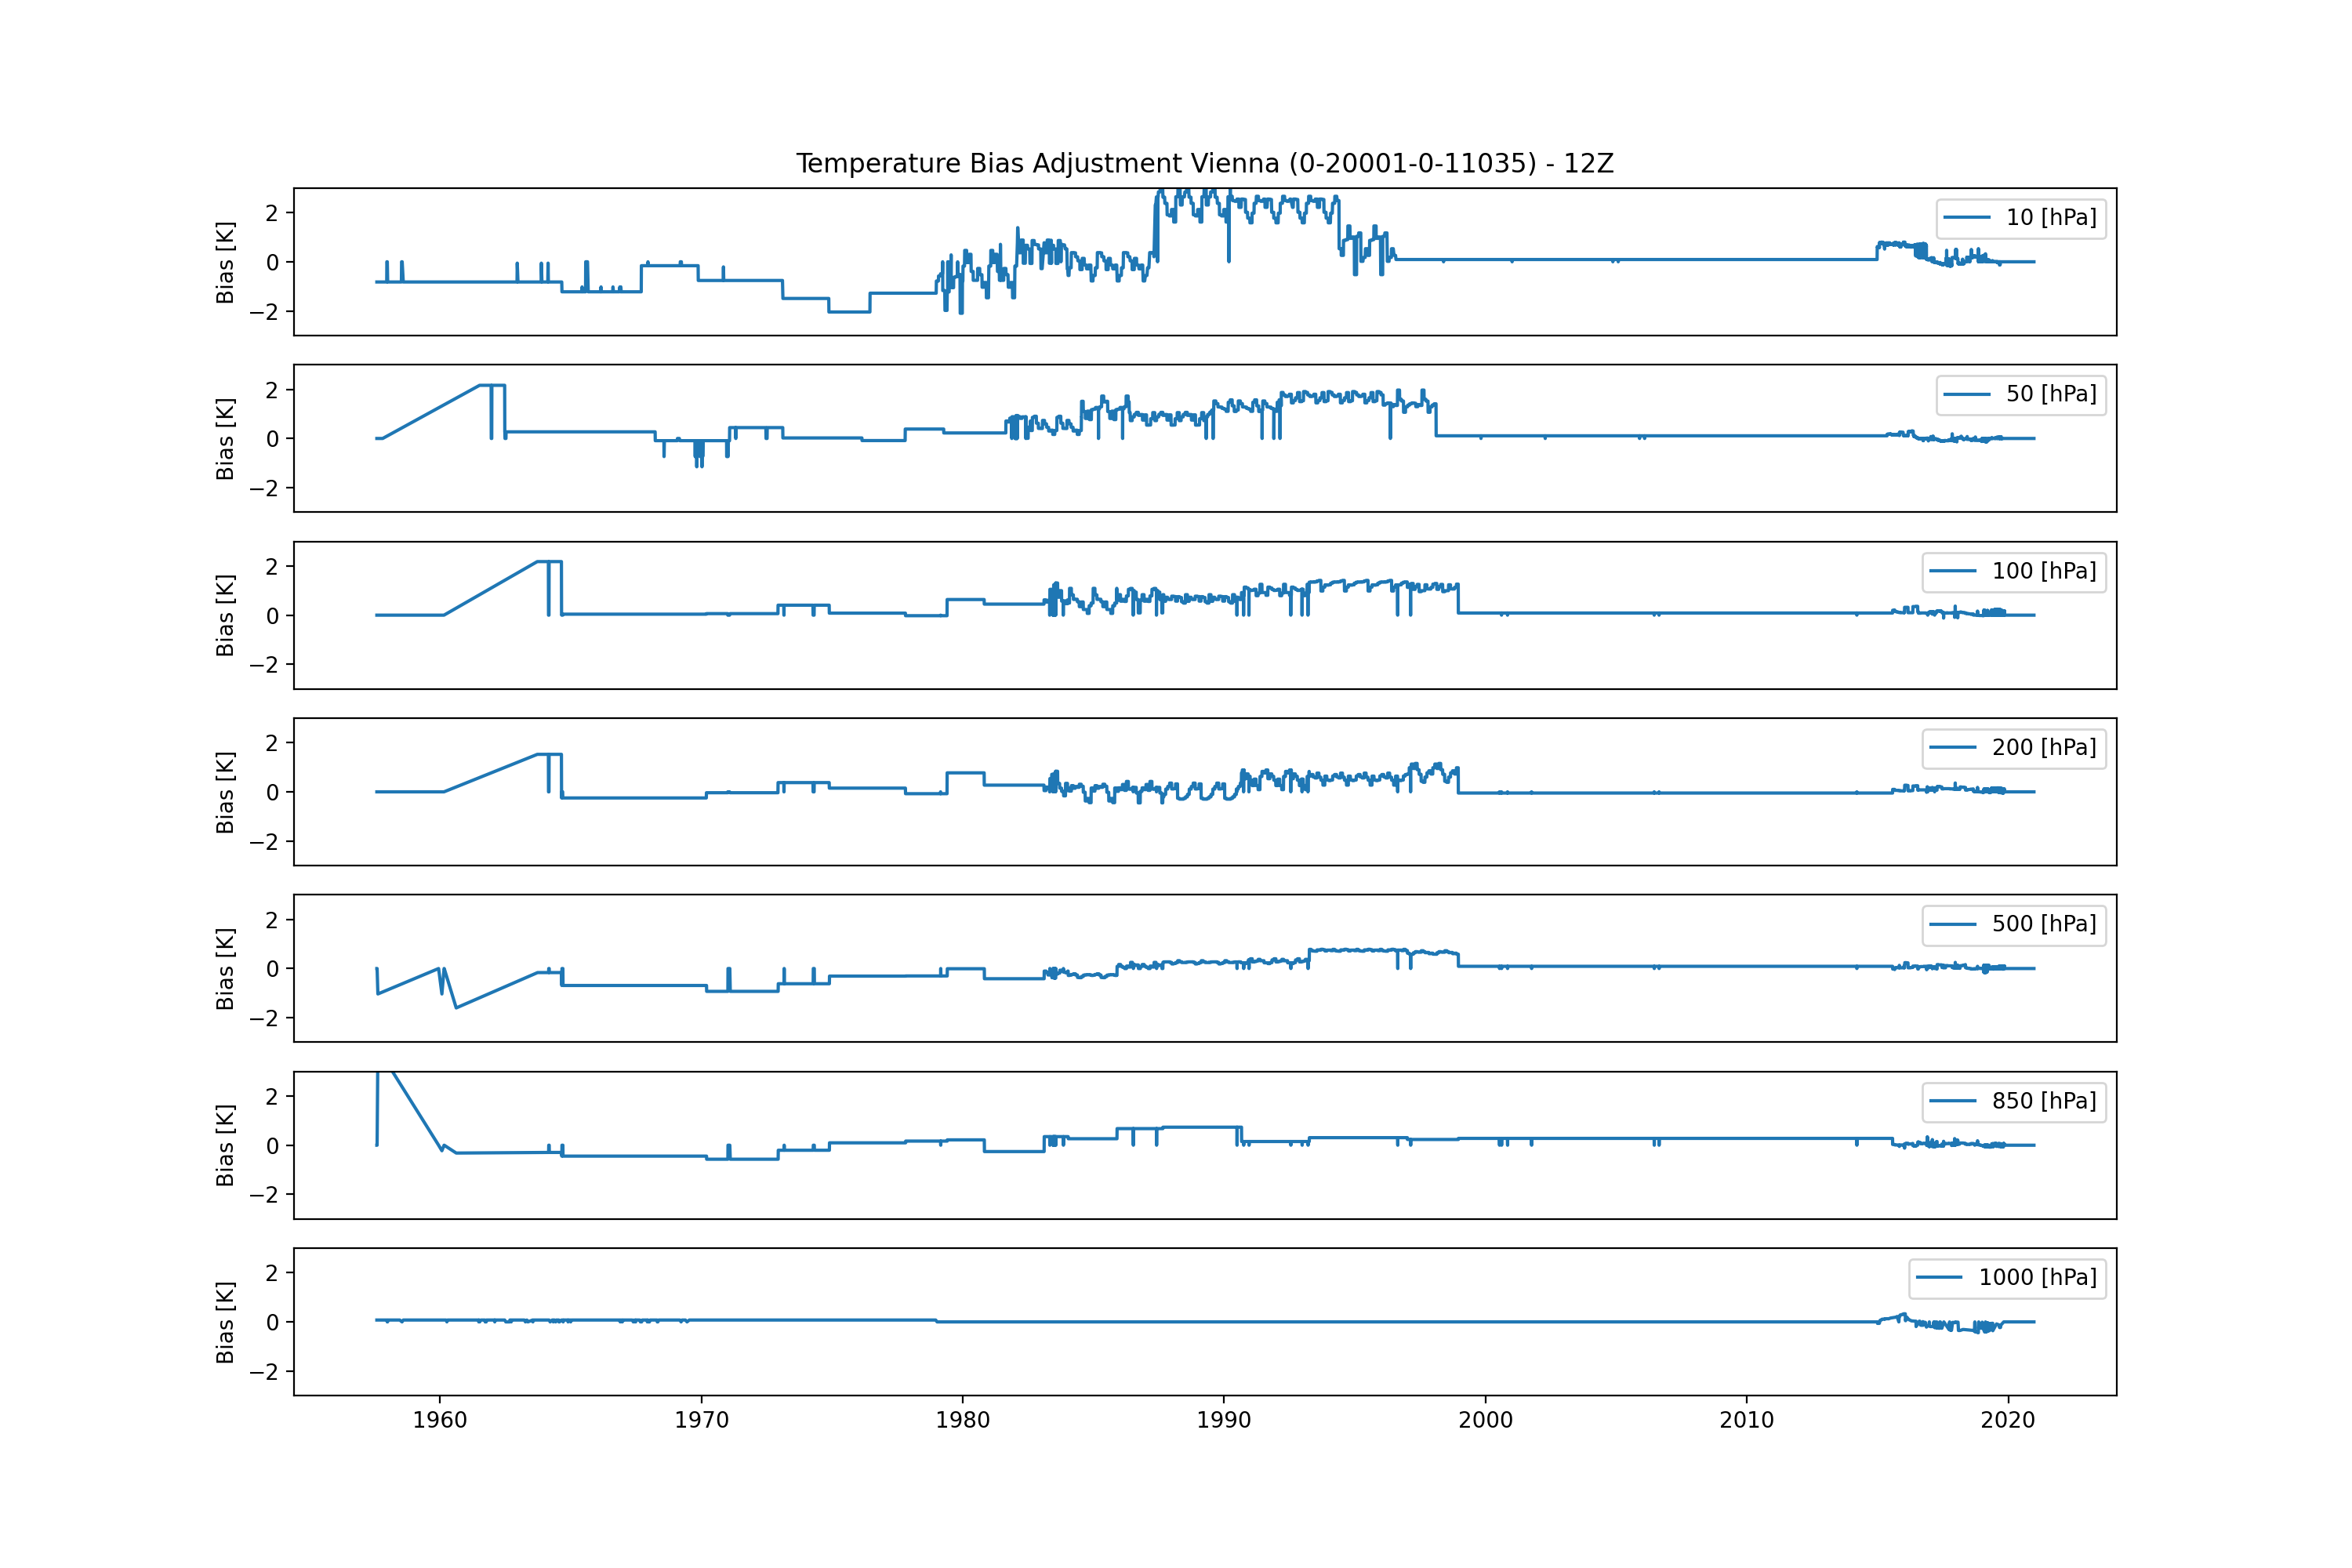 Temperature Bias Adjustment Vienna (0-20001-0-11035) - 12Z
Bias [K]
2
0
−2
10 [hPa]
Bias [K]
2
0
−2
50 [hPa]
Bias [K]
2
0
−2
100 [hPa]
Bias [K]
2
0
−2
200 [hPa]
Bias [K]
2
0
−2
500 [hPa]
Bias [K]
2
0
−2
850 [hPa]
Bias [K]
2
0
−2
1000 [hPa]
1960 1970 1980 1990 2000 2010 2020